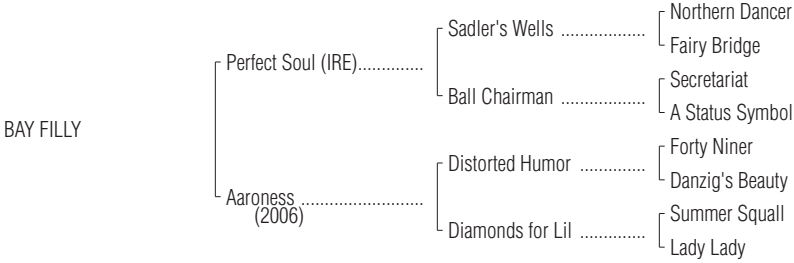 Northern Dancer
Sadler's Wells ...................
Fairy Bridge
Perfect Soul (IRE)..............
Secretariat
Ball Chairman ...................
A Status Symbol
BAY FILLY
Forty Niner
Distorted Humor ...............
Danzig's Beauty
Aaroness ...........................
(2006)
Summer Squall
Diamonds for Lil ...............
Lady Lady